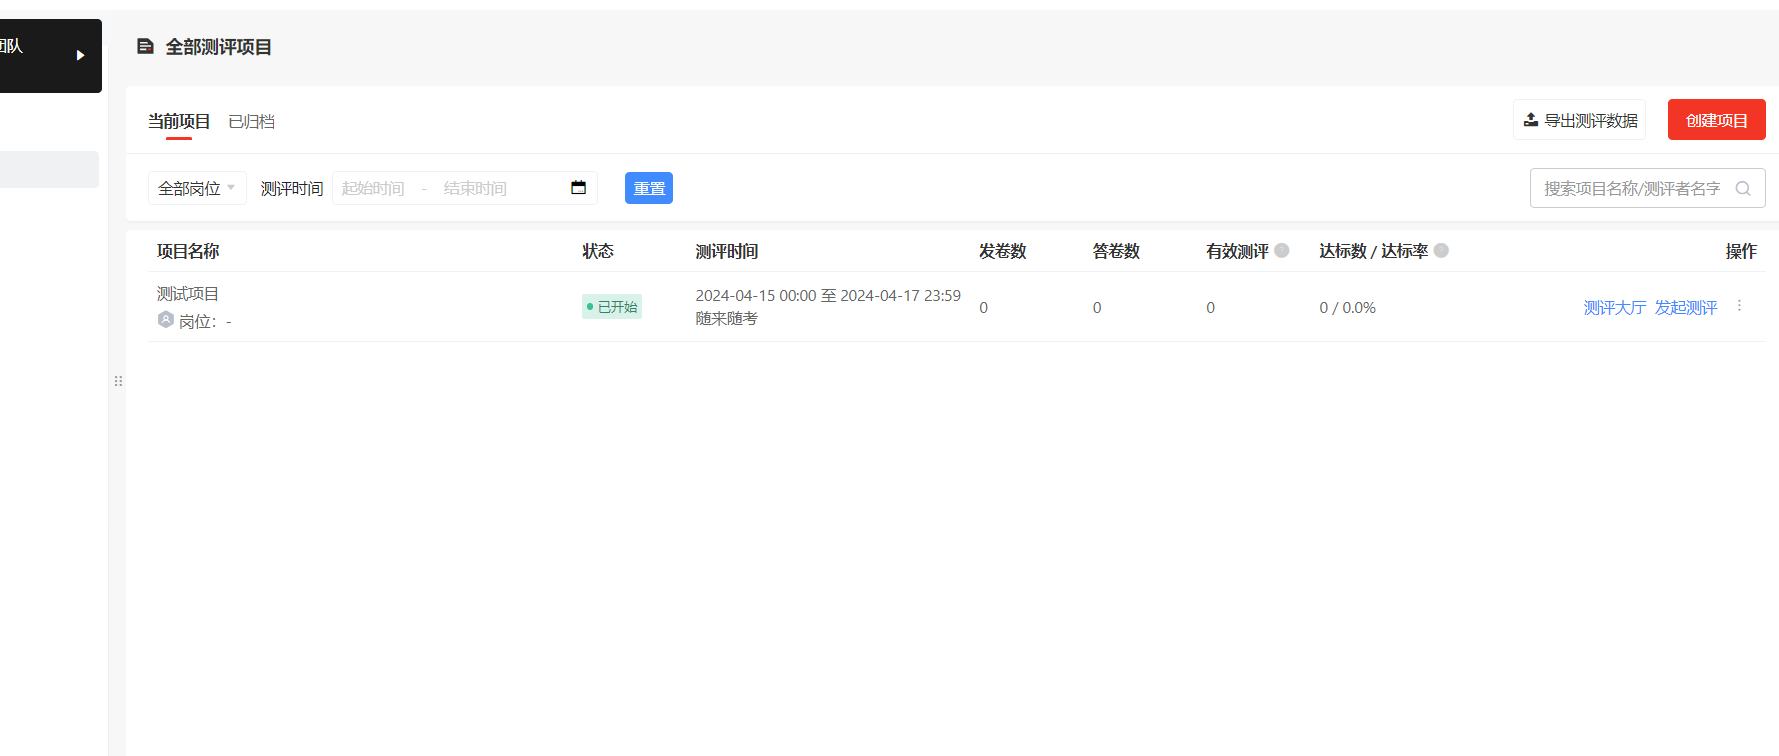 团队
全部测评项目
当前项目 已归档 导出测评数据 创建项目
全部岗位 测评时间 起始时间 - 结束时间 重置 搜索项目名称/测评者名字
项目名称 状态 测评时间 发卷数 答卷数 有效测评 达标数 / 达标率 操作
测试项目
岗位：-
已开始
2024-04-15 00:00 至 2024-04-17 23:59
随来随考
0 0 0 0 / 0.0% 测评大厅 发起测评